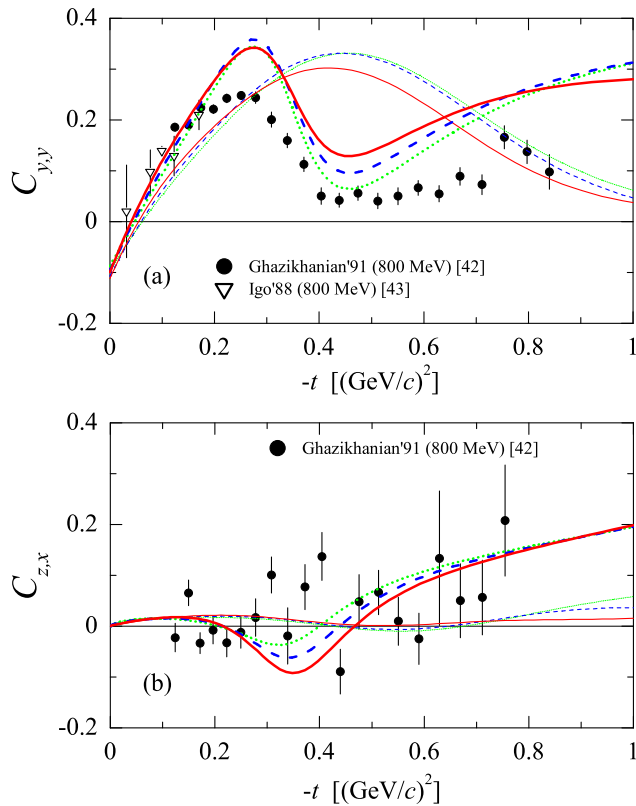 0.4
0.2
0
-0.2
C_{y,y}
(a)
Ghazikhanian'91 (800 MeV) [42]
Igo'88 (800 MeV) [43]
0 0.2 0.4 0.6 0.8 1
-t [(GeV/c)²]
0.4
0.2
0
-0.2
C_{z,x}
Ghazikhanian'91 (800 MeV) [42]
(b)
0 0.2 0.4 0.6 0.8 1
-t [(GeV/c)²]